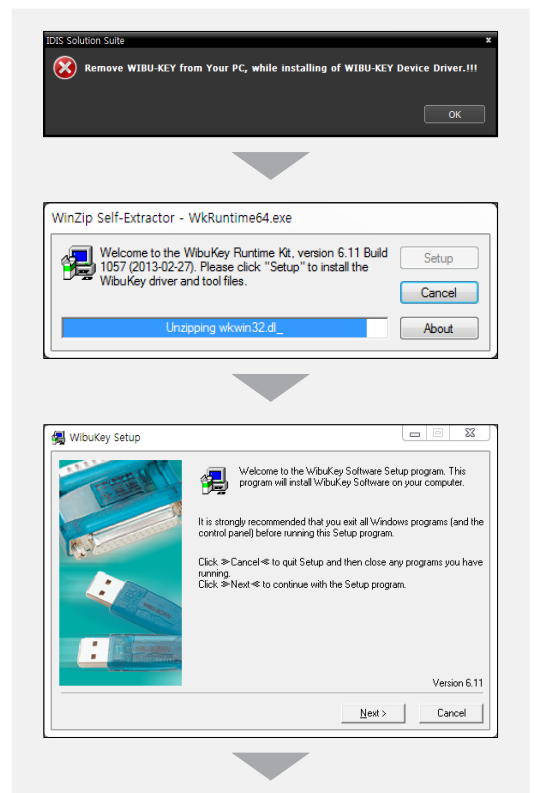 IDIS Solution Suite
x
Remove WIBU-KEY from Your PC, while installing of WIBU-KEY Device Driver.!!!
OK
WinZip Self-Extractor - WkRuntime64.exe
Welcome to the WibuKey Runtime Kit, version 6.11 Build
1057 (2013-02-27). Please click "Setup" to install the
WibuKey driver and tool files.
Setup
Cancel
Unzipping wkwin32.dl_
About
WibuKey Setup
Welcome to the WibuKey Software Setup program. This
program will install WibuKey Software on your computer.
It is strongly recommended that you exit all Windows programs (and the
control panel) before running this Setup program.
Click ≫Cancel≪ to quit Setup and then close any programs you have
running.
Click ≫Next≪ to continue with the Setup program.
Version 6.11
Next >
Cancel